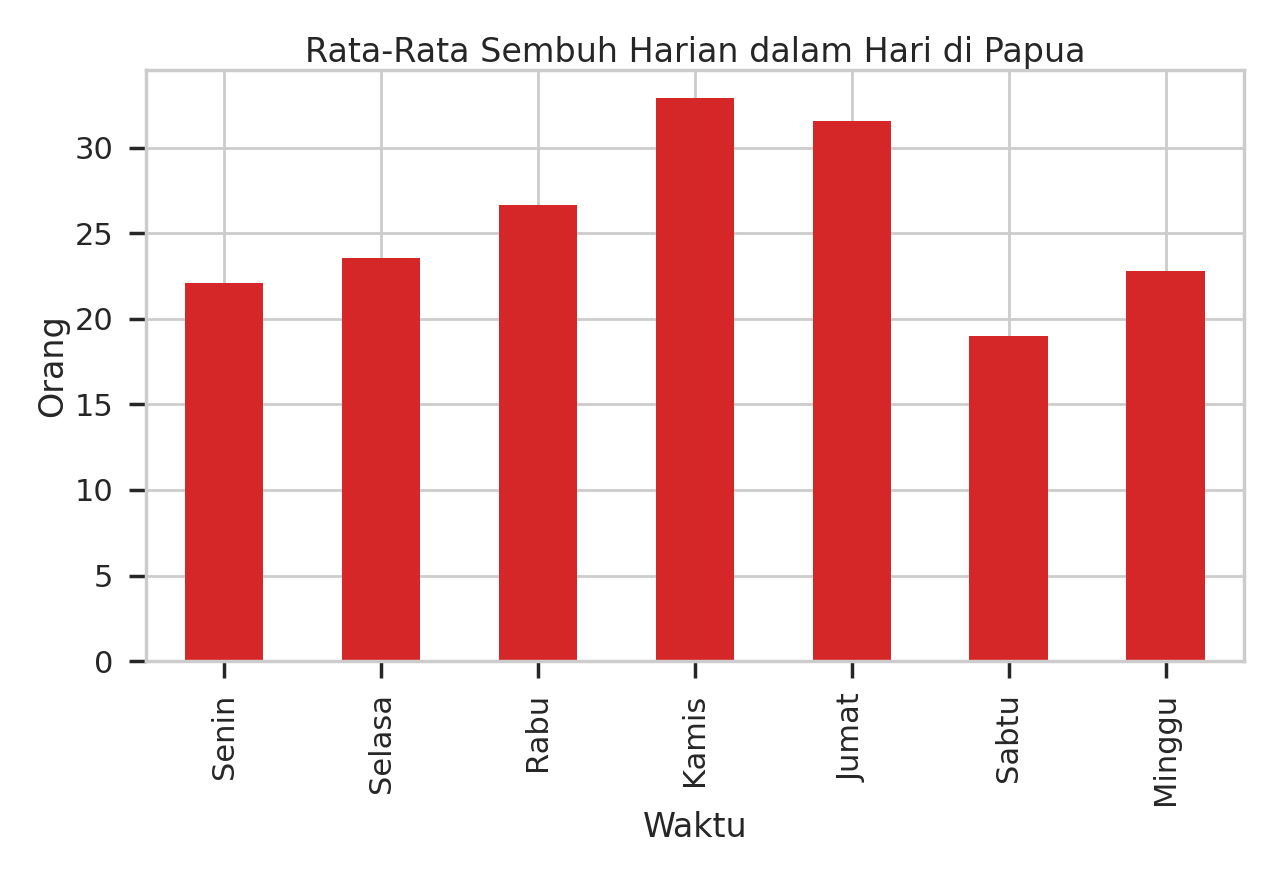 Rata-Rata Sembuh Harian dalam Hari di Papua
Orang
30
25
20
15
10
5
0
Senin
Selasa
Rabu
Kamis
Jumat
Sabtu
Minggu
Waktu